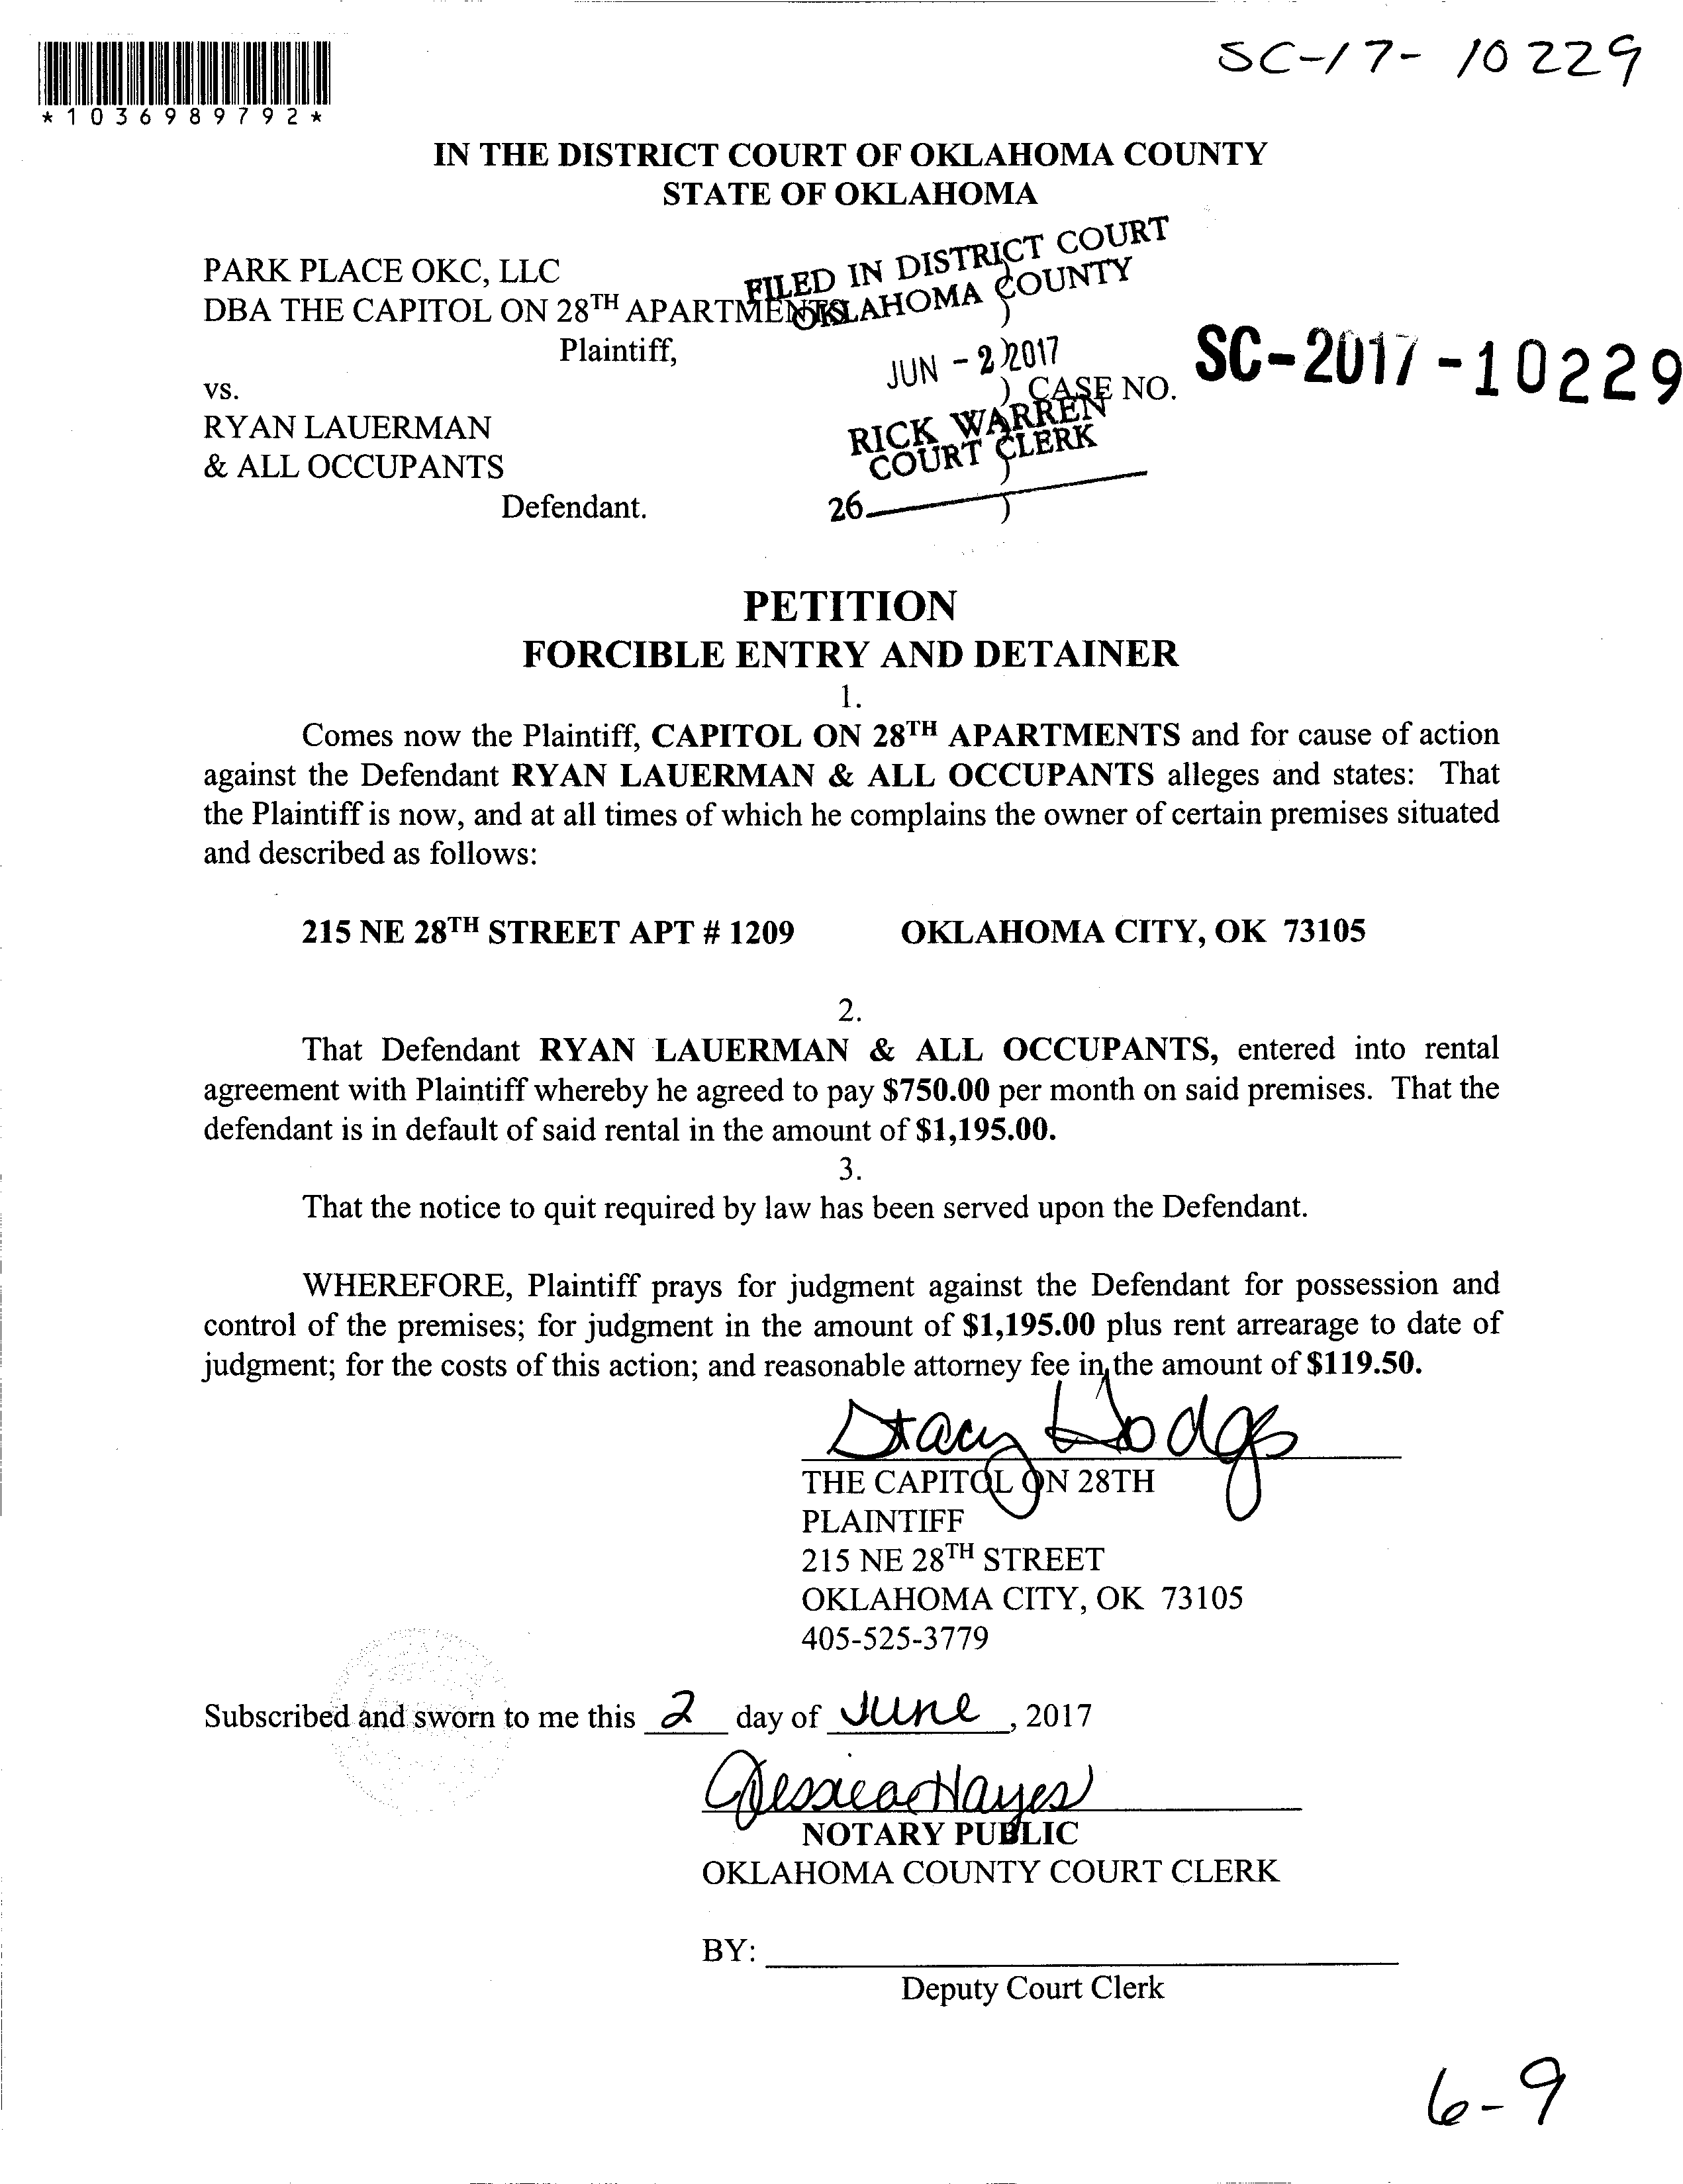 SC-17-10229
*1036989792*
IN THE DISTRICT COURT OF OKLAHOMA COUNTY
STATE OF OKLAHOMA
PARK PLACE OKC, LLC
DBA THE CAPITOL ON 28TH APARTMENTS
Plaintiff,
vs.
RYAN LAUERMAN
& ALL OCCUPANTS
Defendant.
FILED IN DISTRICT COURT
OKLAHOMA COUNTY
JUN - 2 2017
RICK WARREN
COURT CLERK
26
)
)
)
)
)
)
CASE NO.
SC-2017-10229
PETITION
FORCIBLE ENTRY AND DETAINER
1.
Comes now the Plaintiff, CAPITOL ON 28TH APARTMENTS and for cause of action
against the Defendant RYAN LAUERMAN & ALL OCCUPANTS alleges and states: That
the Plaintiff is now, and at all times of which he complains the owner of certain premises situated
and described as follows:
215 NE 28TH STREET APT # 1209 OKLAHOMA CITY, OK 73105
2.
That Defendant RYAN LAUERMAN & ALL OCCUPANTS, entered into rental
agreement with Plaintiff whereby he agreed to pay $750.00 per month on said premises. That the
defendant is in default of said rental in the amount of $1,195.00.
3.
That the notice to quit required by law has been served upon the Defendant.
WHEREFORE, Plaintiff prays for judgment against the Defendant for possession and
control of the premises; for judgment in the amount of $1,195.00 plus rent arrearage to date of
judgment; for the costs of this action; and reasonable attorney fee in the amount of $119.50.
Stacy Hodgs
THE CAPITOL ON 28TH
PLAINTIFF
215 NE 28TH STREET
OKLAHOMA CITY, OK 73105
405-525-3779
Subscribed and sworn to me this 2 day of June, 2017
Jessica Hayes
NOTARY PUBLIC
OKLAHOMA COUNTY COURT CLERK
BY:
Deputy Court Clerk
6-9